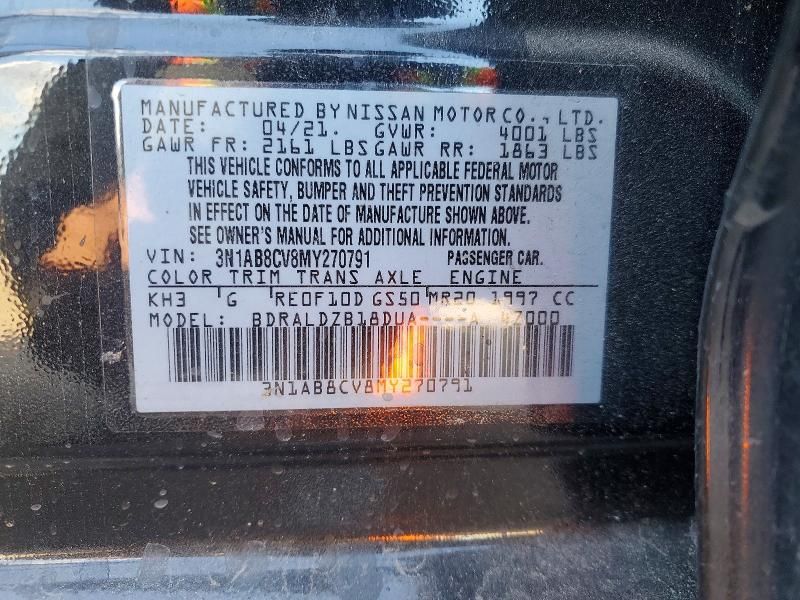 MANUFACTURED BY NISSAN MOTOR CO., LTD.
DATE: 04/21. GVWR: 4001 LBS
GAWR FR: 2161 LBS GAWR RR: 1863 LBS
THIS VEHICLE CONFORMS TO ALL APPLICABLE FEDERAL MOTOR
VEHICLE SAFETY, BUMPER AND THEFT PREVENTION STANDARDS
IN EFFECT ON THE DATE OF MANUFACTURE SHOWN ABOVE.
SEE OWNER'S MANUAL FOR ADDITIONAL INFORMATION.
VIN: 3N1AB8CV8MY270791 PASSENGER CAR.
COLOR TRIM TRANS AXLE ENGINE
KH3 G RE0F10D GS50 MR20 1997 CC
MODEL: BDRALDZB18DUA----A
3N1AB8CV8MY270791